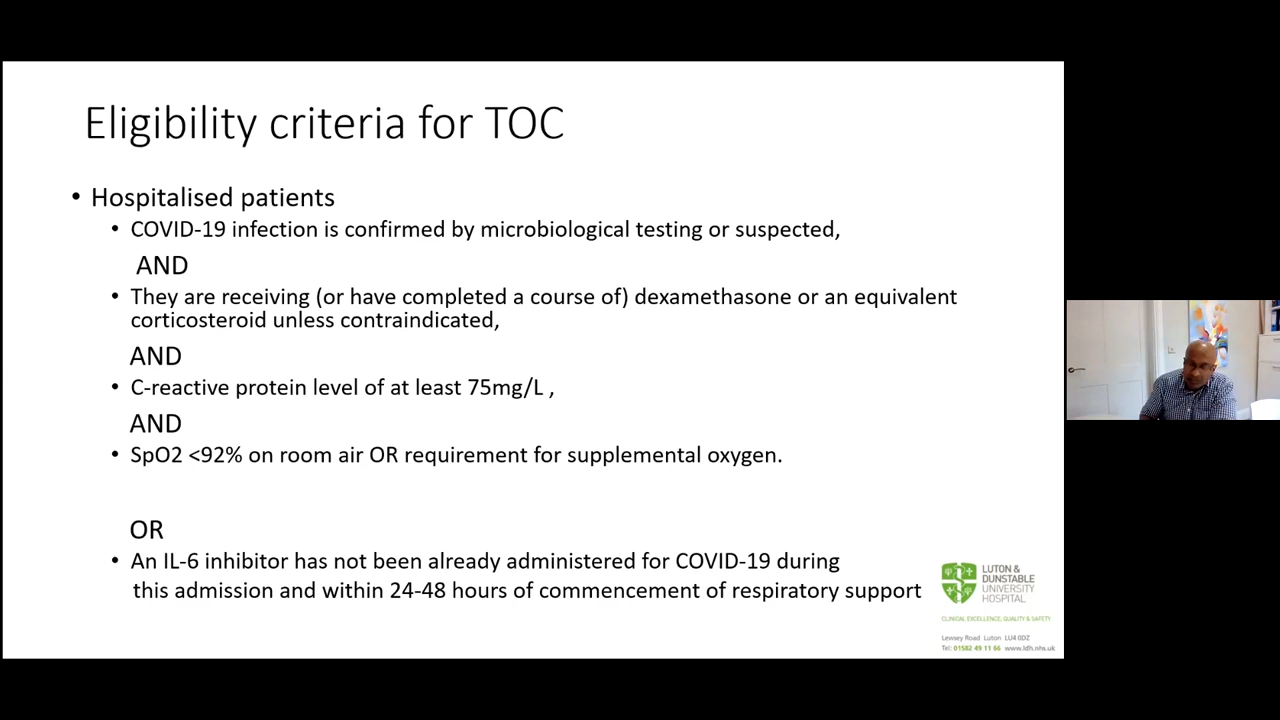 Eligibility criteria for TOC
• Hospitalised patients
• COVID-19 infection is confirmed by microbiological testing or suspected,
AND
• They are receiving (or have completed a course of) dexamethasone or an equivalent
corticosteroid unless contraindicated,
AND
• C-reactive protein level of at least 75mg/L ,
AND
• SpO2 <92% on room air OR requirement for supplemental oxygen.
OR
• An IL-6 inhibitor has not been already administered for COVID-19 during
this admission and within 24-48 hours of commencement of respiratory support
LUTON &
DUNSTABLE
UNIVERSITY
HOSPITAL
CLINICAL EXCELLENCE, QUALITY & SAFETY
Lewsey Road Luton LU4 0DZ
Tel: 01582 49 11 66 www.ldh.nhs.uk